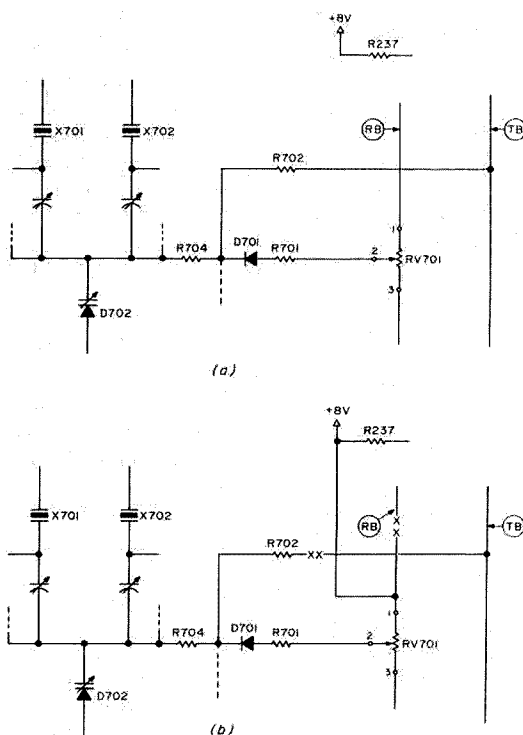 +8V
R237
X701
X702
RB
TB
R702
1
R704
D701
R701
2
RV701
3
D702
(a)
+8V
R237
X701
X702
RB
X
X
TB
R702
XX
1
R704
D701
R701
2
RV701
3
D702
(b)